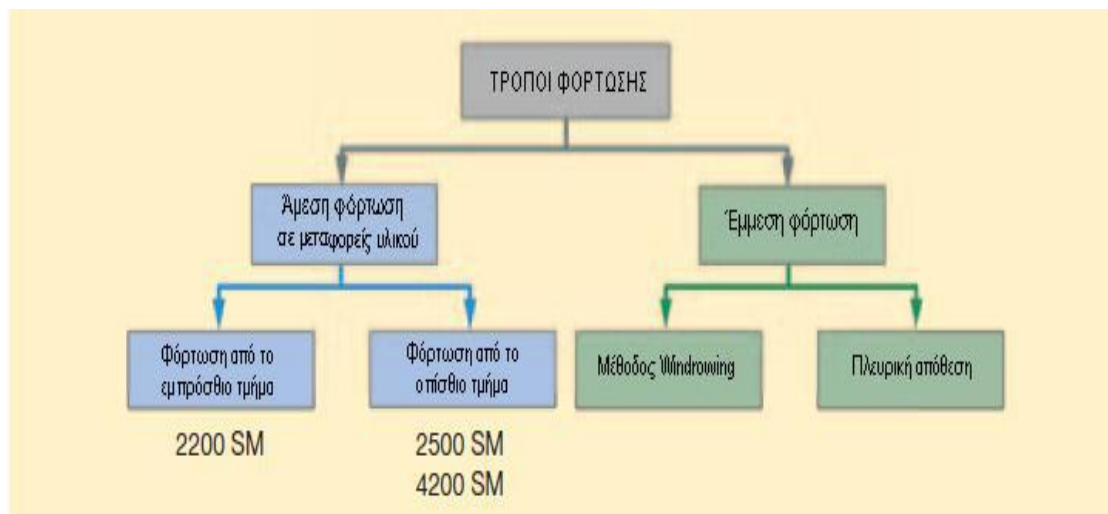 ΤΡΟΠΟΙ ΦΟΡΤΩΣΗΣ
Άμεση φόρτωση
σε μεταφορείς υλικού
Έμμεση φόρτωση
Φόρτωση από το
εμπρόσθιο τμήμα
Φόρτωση από το
οπίσθιο τμήμα
Μέθοδος Windrowing
Πλευρική απόθεση
2200 SM
2500 SM
4200 SM